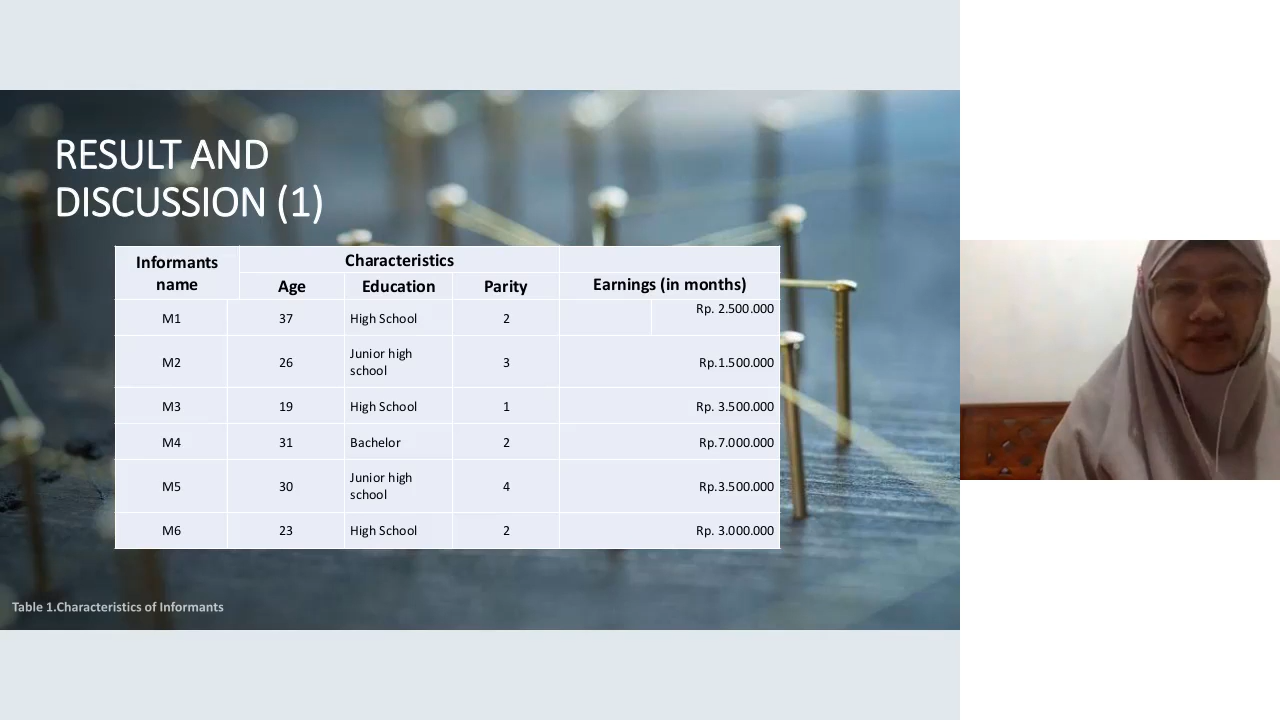 RESULT AND
DISCUSSION (1)
Informants
name
Characteristics
Age Education Parity Earnings (in months)
M1 37 High School 2 Rp. 2.500.000
M2 26 Junior high
school 3 Rp.1.500.000
M3 19 High School 1 Rp. 3.500.000
M4 31 Bachelor 2 Rp.7.000.000
M5 30 Junior high
school 4 Rp.3.500.000
M6 23 High School 2 Rp. 3.000.000
Table 1.Characteristics of Informants